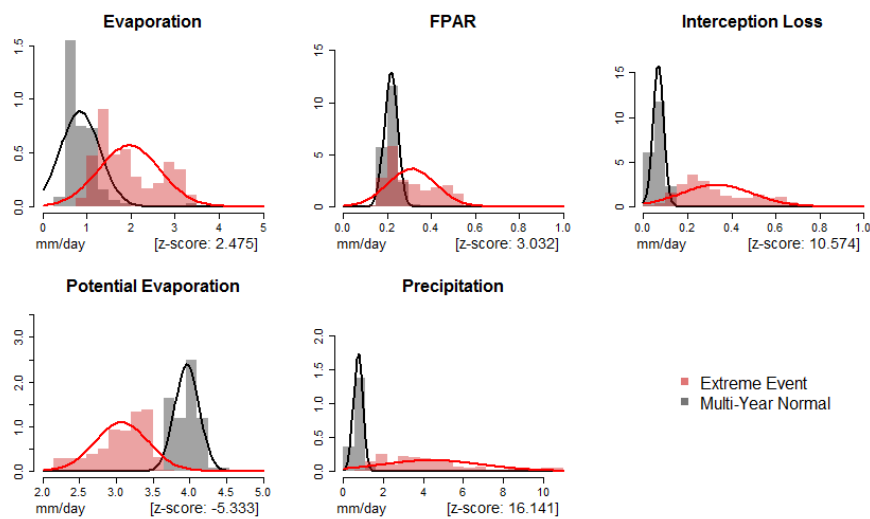 Evaporation
1.5
1.0
0.5
0.0
0 1 2 3 4 5
mm/day [z-score: 2.475]
FPAR
15
10
5
0
0.0 0.2 0.4 0.6 0.8 1.0
mm/day [z-score: 3.032]
Interception Loss
15
10
5
0
0.0 0.2 0.4 0.6 0.8 1.0
mm/day [z-score: 10.574]
Potential Evaporation
3.0
2.0
1.0
0.0
2.0 2.5 3.0 3.5 4.0 4.5 5.0
mm/day [z-score: -5.333]
Precipitation
2.0
1.5
1.0
0.5
0.0
0 2 4 6 8 10
mm/day [z-score: 16.141]
Extreme Event
Multi-Year Normal